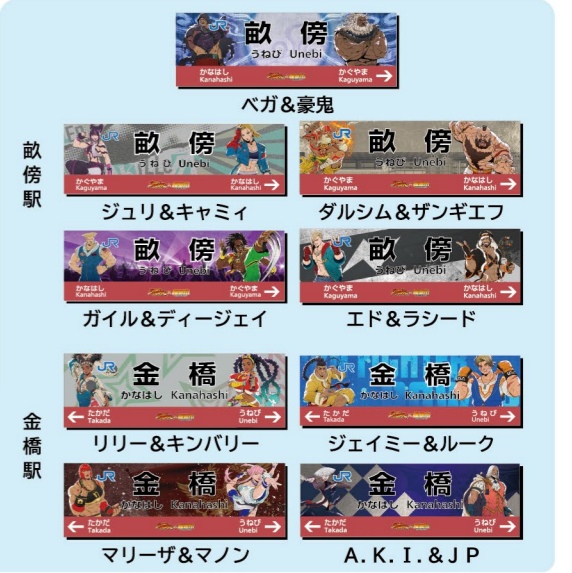 JR
畝 傍
うねび Unebi
かなはし
Kanahashi
かぐやま
Kaguyama
ベガ＆豪鬼
畝傍駅
JR
畝 傍
うねび Unebi
かぐやま
Kaguyama
かなはし
Kanahashi
ジュリ＆キャミィ
JR
畝 傍
うねび Unebi
かぐやま
Kaguyama
かなはし
Kanahashi
ダルシム＆ザンギエフ
JR
畝 傍
うねび Unebi
かなはし
Kanahashi
かぐやま
Kaguyama
ガイル＆ディージェイ
JR
畝 傍
うねび Unebi
かぐやま
Kaguyama
かなはし
Kanahashi
エド＆ラシード
金橋駅
JR
金 橋
かなはし Kanahashi
たかだ
Takada
うねび
Unebi
リリー＆キンバリー
JR
金 橋
かなはし Kanahashi
たかだ
Takada
うねび
Unebi
ジェイミー＆ルーク
JR
金 橋
かなはし Kanahashi
たかだ
Takada
うねび
Unebi
マリーザ＆マノン
JR
金 橋
かなはし Kanahashi
たかだ
Takada
うねび
Unebi
A.K.I.＆JP